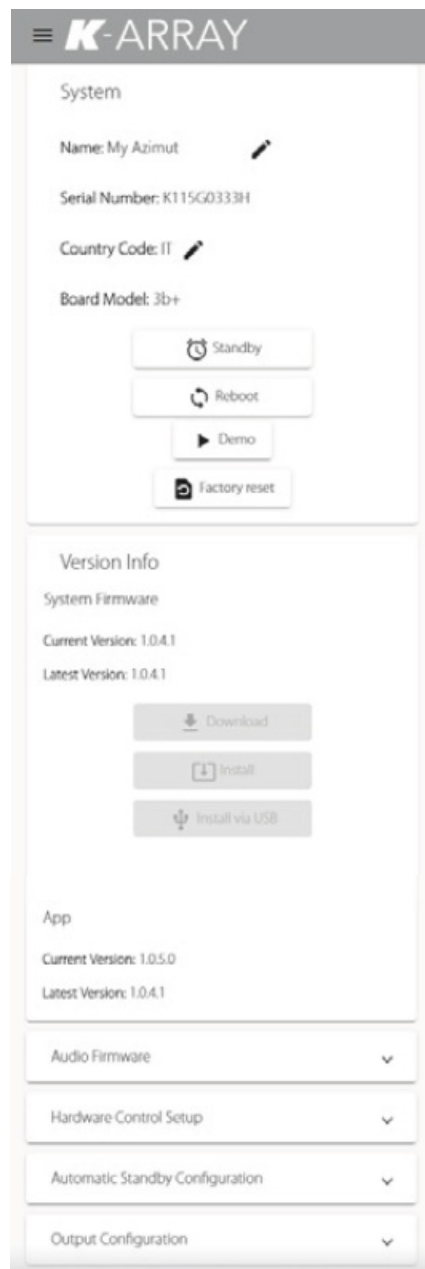 K-ARRAY
System
Name: My Azimut
Serial Number: K115G0333H
Country Code: IT
Board Model: 3b+
Standby
Reboot
Demo
Factory reset
Version Info
System Firmware
Current Version: 1.0.4.1
Latest Version: 1.0.4.1
Download
Install
Install via USB
App
Current Version: 1.0.5.0
Latest Version: 1.0.4.1
Audio Firmware
Hardware Control Setup
Automatic Standby Configuration
Output Configuration